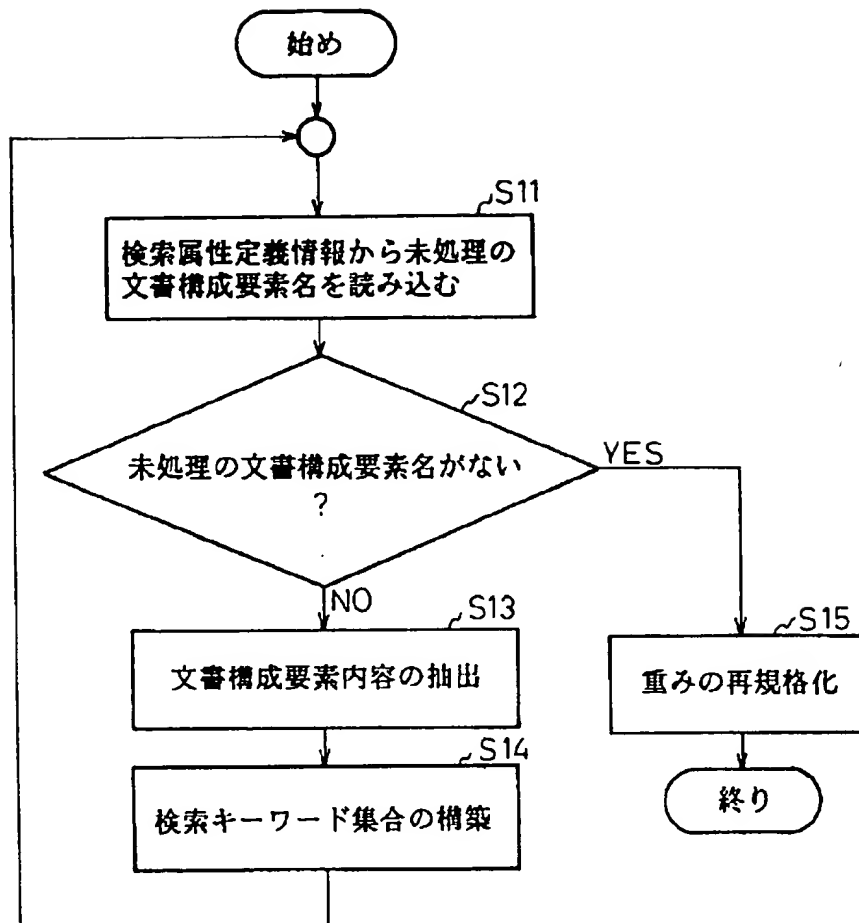 始め
S11
検索属性定義情報から未処理の
文書構成要素名を読み込む
S12
未処理の文書構成要素名がない
?
YES
NO
S13
文書構成要素内容の抽出
S15
重みの再規格化
S14
検索キーワード集合の構築
終り